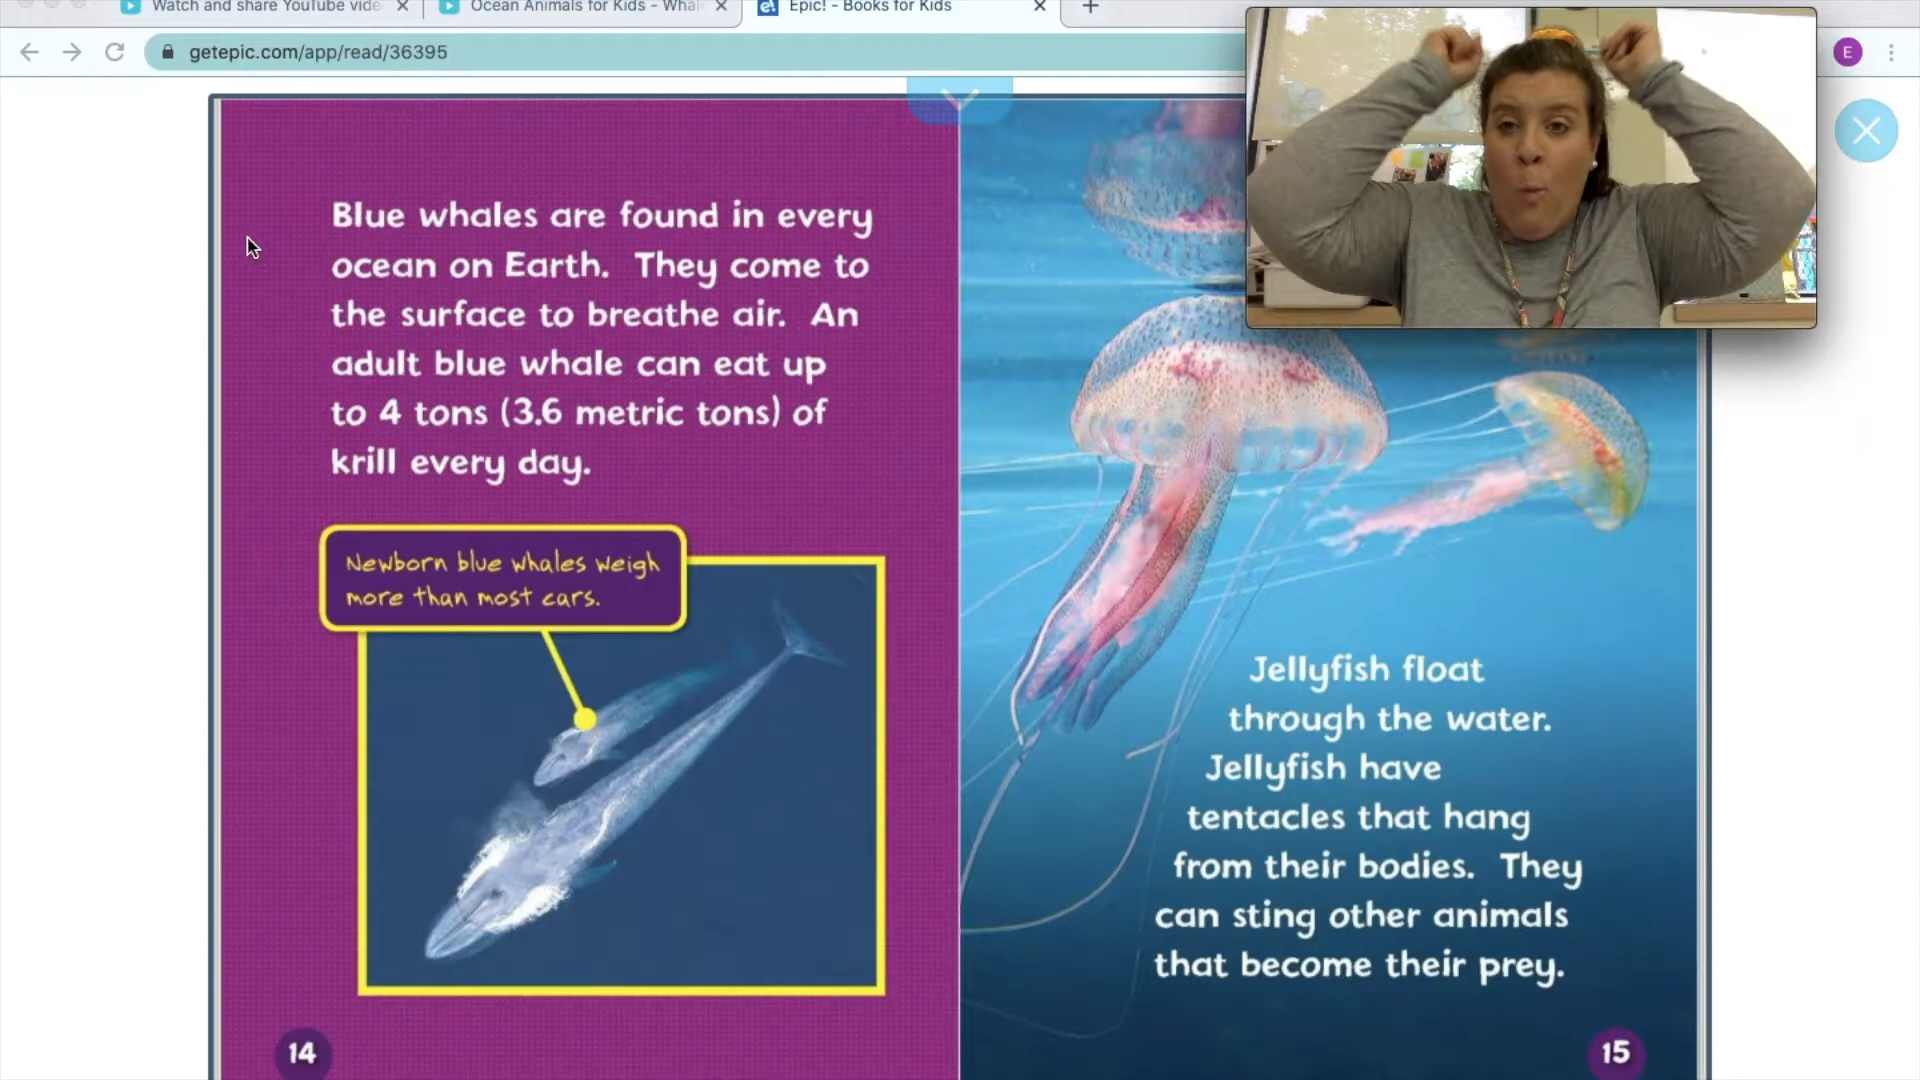 Watch and share YouTube vide
Ocean Animals for Kids - Whal
Epic! - Books for Kids
getepic.com/app/read/36395
E
Blue whales are found in every
ocean on Earth. They come to
the surface to breathe air. An
adult blue whale can eat up
to 4 tons (3.6 metric tons) of
krill every day.
Newborn blue whales weigh
more than most cars.
14
Jellyfish float
through the water.
Jellyfish have
tentacles that hang
from their bodies. They
can sting other animals
that become their prey.
15